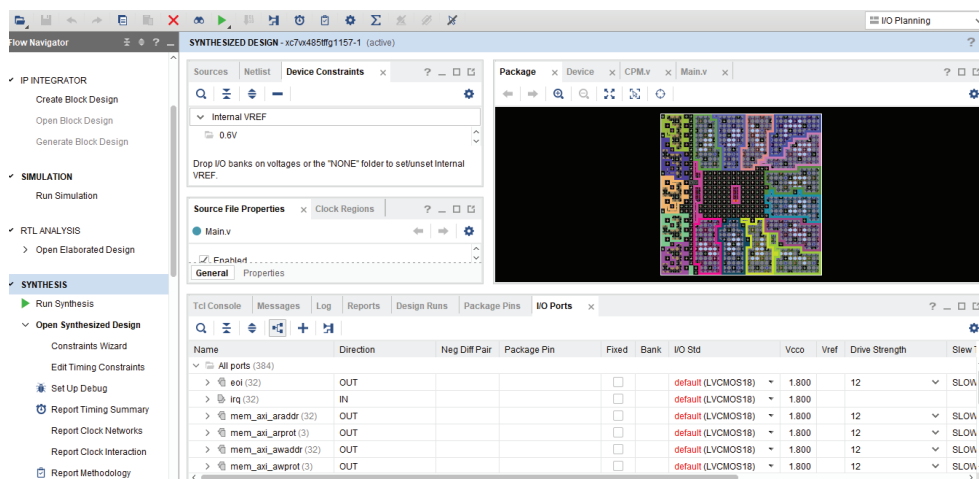 I/O Planning
Flow Navigator
SYNTHESIZED DESIGN - xc7vx485tffg1157-1 (active)
IP INTEGRATOR
Create Block Design
Open Block Design
Generate Block Design
SIMULATION
Run Simulation
RTL ANALYSIS
Open Elaborated Design
SYNTHESIS
Run Synthesis
Open Synthesized Design
Constraints Wizard
Edit Timing Constraints
Set Up Debug
Report Timing Summary
Report Clock Networks
Report Clock Interaction
Report Methodology
Sources Netlist Device Constraints
Internal VREF
0.6V
Drop I/O banks on voltages or the "NONE" folder to set/unset Internal
VREF.
Source File Properties Clock Regions
Main.v
Enabled
General Properties
Package Device CPM.v Main.v
Tcl Console Messages Log Reports Design Runs Package Pins I/O Ports
Name Direction Neg Diff Pair Package Pin Fixed Bank I/O Std Vcco Vref Drive Strength Slew T
All ports (384)
eoi (32) OUT default (LVCMOS18) 1.800 12 SLOW
irq (32) IN default (LVCMOS18) 1.800
mem_axi_araddr (32) OUT default (LVCMOS18) 1.800 12 SLOW
mem_axi_arprot (3) OUT default (LVCMOS18) 1.800 12 SLOW
mem_axi_awaddr (32) OUT default (LVCMOS18) 1.800 12 SLOW
mem_axi_awprot (3) OUT default (LVCMOS18) 1.800 12 SLOW